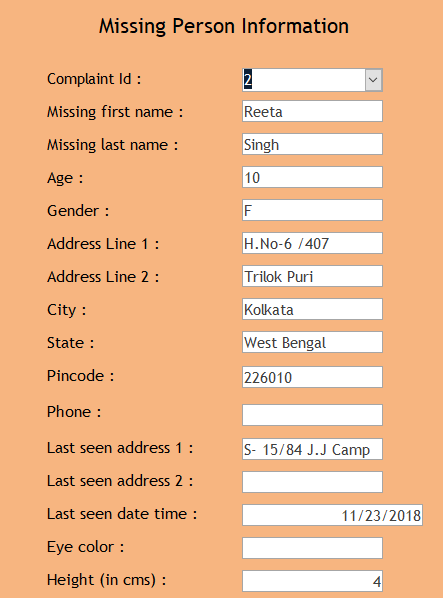 Missing Person Information
Complaint Id : 2
Missing first name : Reeta
Missing last name : Singh
Age : 10
Gender : F
Address Line 1 : H.No-6 /407
Address Line 2 : Trilok Puri
City : Kolkata
State : West Bengal
Pincode : 226010
Phone :
Last seen address 1 : S- 15/84 J.J Camp
Last seen address 2 :
Last seen date time : 11/23/2018
Eye color :
Height (in cms) : 4